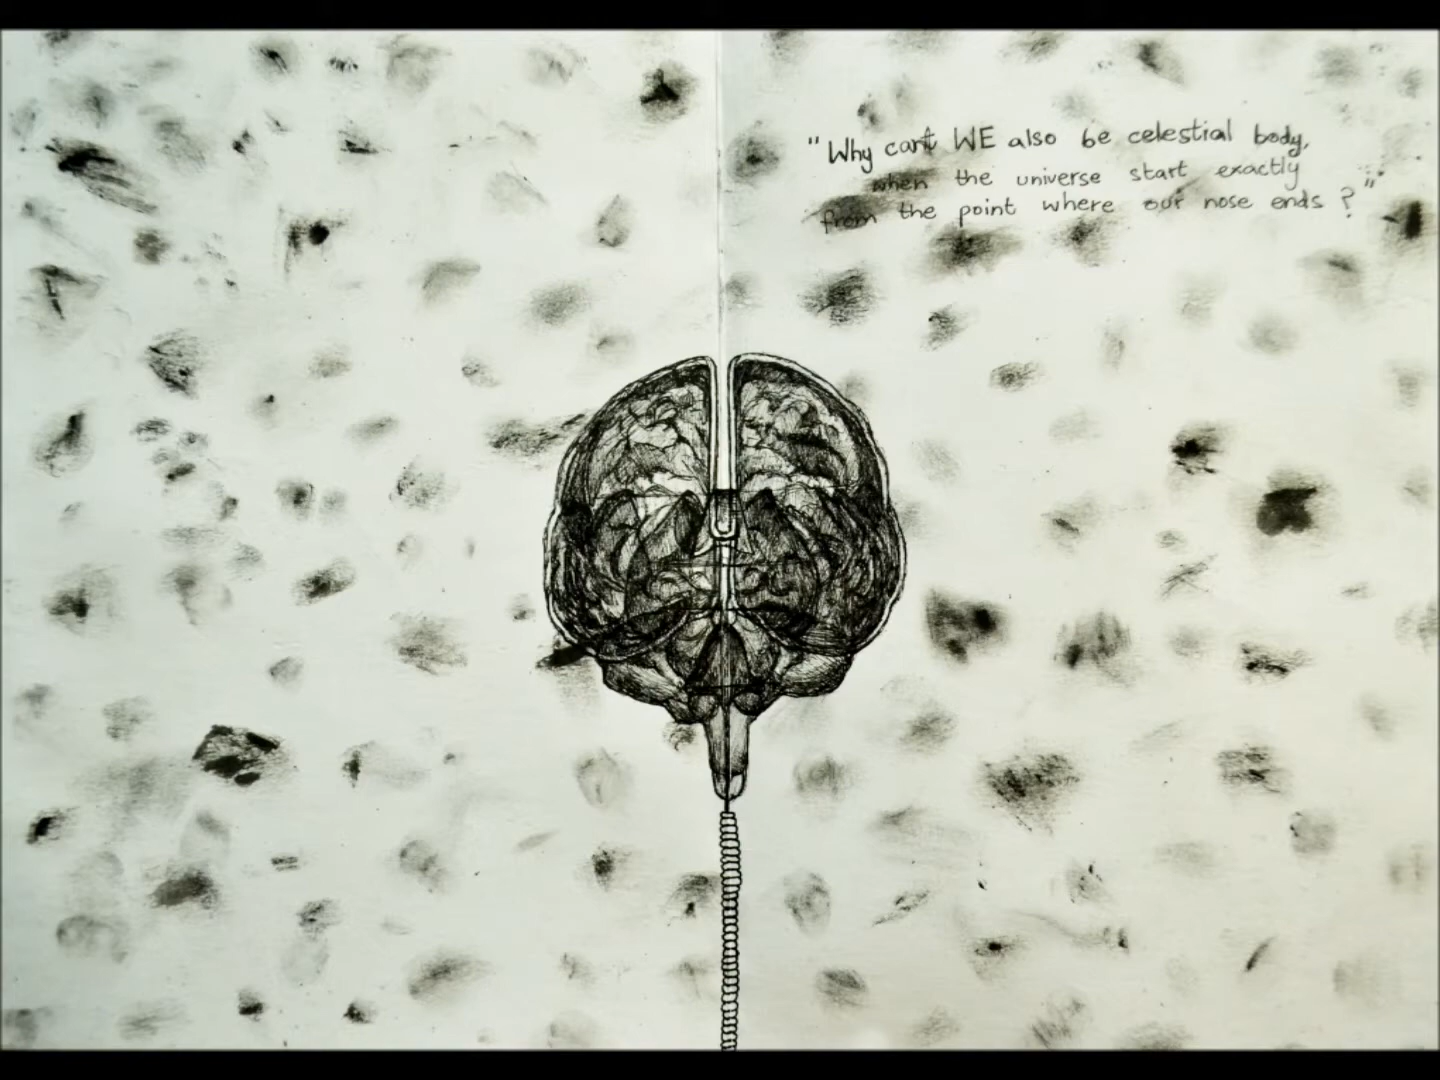 "Why can't WE also be celestial body,
when the universe start exactly
from the point where our nose ends ?"